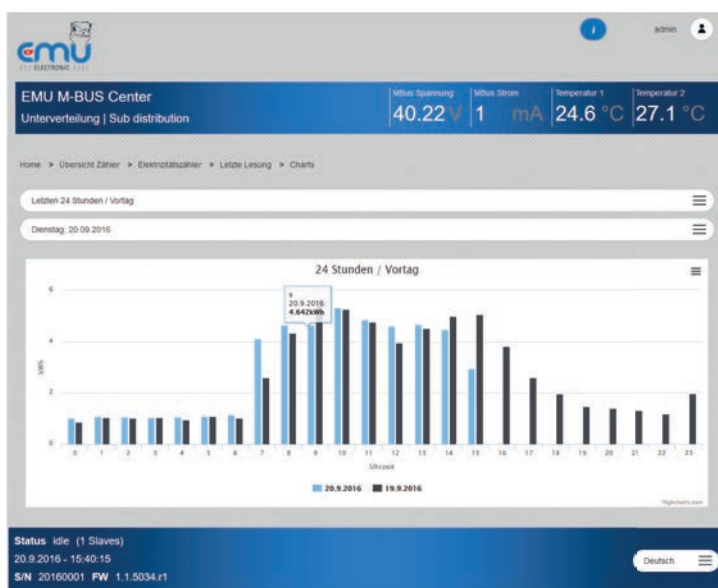 emu
ELECTRONIC
i
admin
EMU M-BUS Center
Unterverteilung | Sub distribution
MBus Spannung
40.22 V
MBus Strom
1 mA
Temperatur 1
24.6 °C
Temperatur 2
27.1 °C
Home > Übersicht Zähler > Elektrizitätszähler > Letzte Lesung > Charts
Letzten 24 Stunden / Vortag
Dienstag, 20.09.2016
24 Stunden / Vortag
9
20.9.2016:
4.642kWh
6
4
2
0
kWh
0 1 2 3 4 5 6 7 8 9 10 11 12 13 14 15 16 17 18 19 20 21 22 23
Uhrzeit
20.9.2016 19.9.2016
Highcharts.com
Status Idle (1 Slaves)
20.9.2016 - 15:40:15
S/N 20160001 FW 1.1.5034.r1
Deutsch